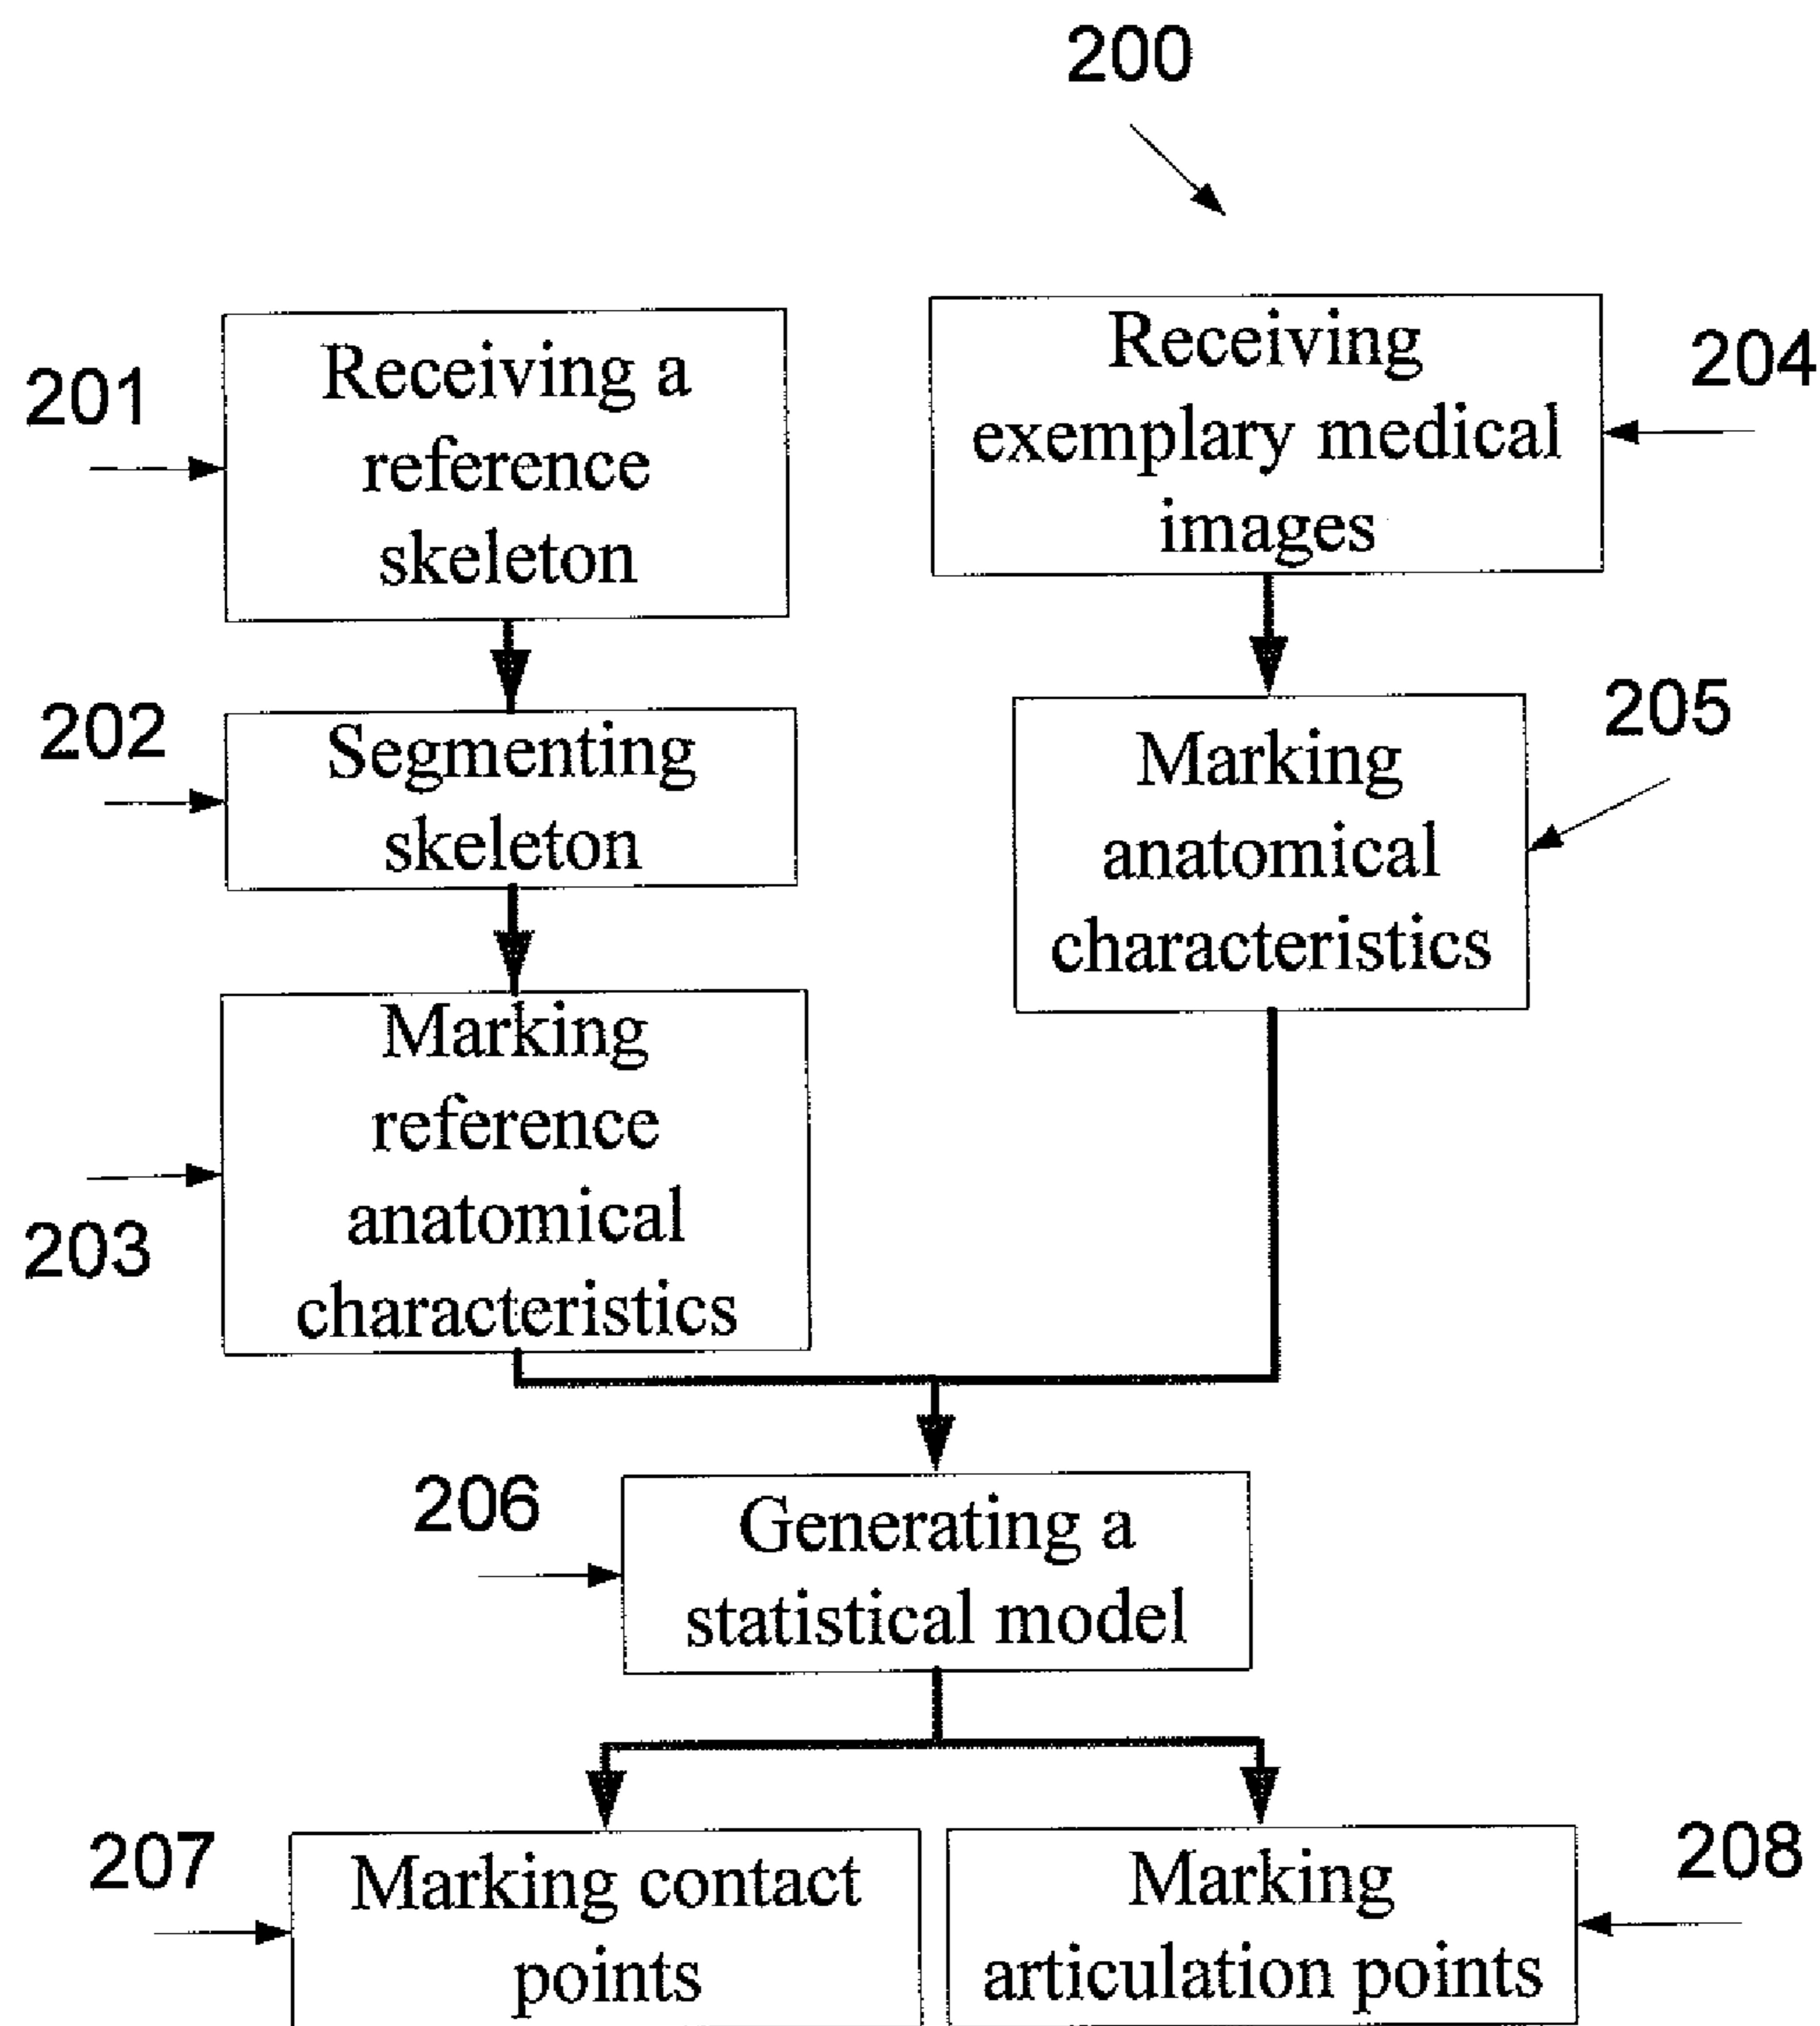 200
201
Receiving a
reference
skeleton
204
Receiving
exemplary medical
images
202
Segmenting
skeleton
205
Marking
anatomical
characteristics
203
Marking
reference
anatomical
characteristics
206
Generating a
statistical model
207
Marking contact
points
208
Marking
articulation points